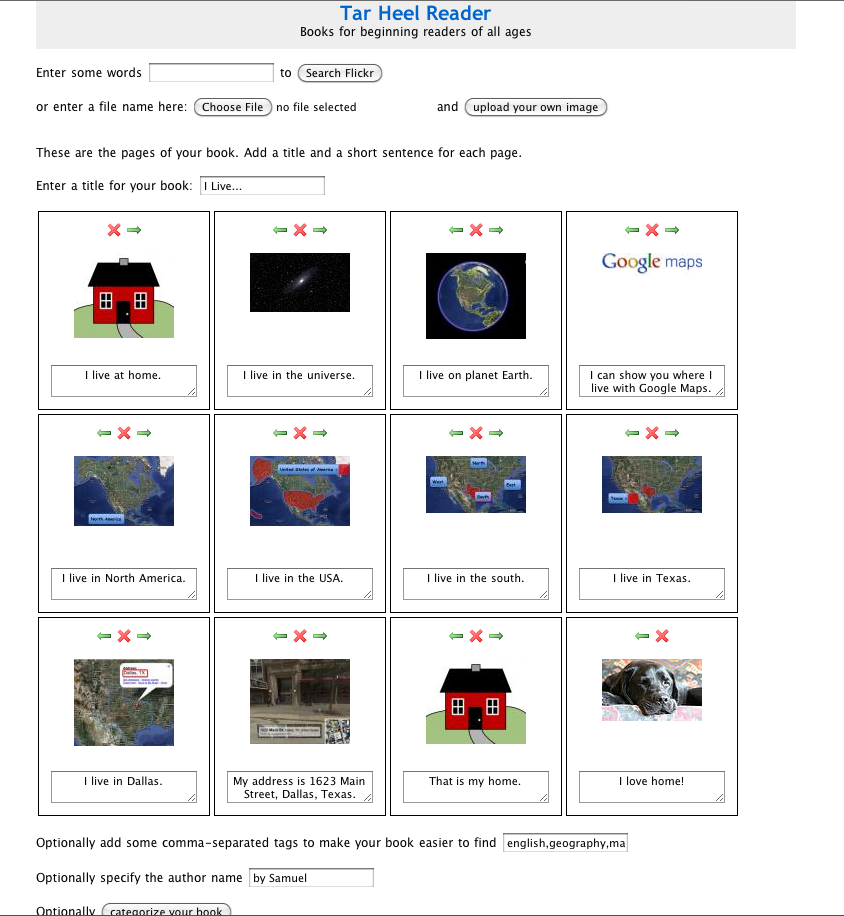 Tar Heel Reader
Books for beginning readers of all ages
Enter some words to Search Flickr
or enter a file name here: Choose File no file selected and upload your own image
These are the pages of your book. Add a title and a short sentence for each page.
Enter a title for your book: I Live...
Google maps
I live at home.
I live in the universe.
I live on planet Earth.
I can show you where I
live with Google Maps.
North America
United States of America
North
West
East
South
Texas
I live in North America.
I live in the USA.
I live in the south.
I live in Texas.
Address:
Dallas, TX
I live in Dallas.
My address is 1623 Main
Street, Dallas, Texas.
That is my home.
I love home!
Optionally add some comma-separated tags to make your book easier to find english,geography,ma
Optionally specify the author name by Samuel
Optionally categorize your book